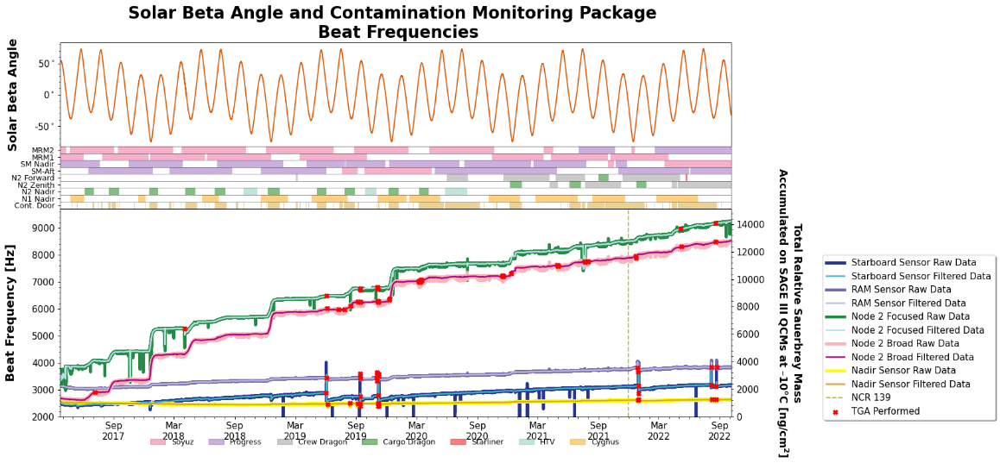 Solar Beta Angle and Contamination Monitoring Package
Beat Frequencies
Solar Beta Angle
50°
0°
-50°
MRM2
MRM1
SM Nadir
SM-Aft
N2 Forward
N2 Zenith
N2 Nadir
N1 Nadir
Cont. Door
Beat Frequency [Hz]
9000
8000
7000
6000
5000
4000
3000
2000
14000
12000
10000
8000
6000
4000
2000
0
Total Relative Sauerbrey Mass
Accumulated on SAGE III QCMs at -10°C [ng/cm²]
Sep
2017
Mar
2018
Sep
2018
Mar
2019
Sep
2019
Mar
2020
Sep
2020
Mar
2021
Sep
2021
Mar
2022
Sep
2022
Soyuz
Progress
Crew Dragon
Cargo Dragon
Starliner
HTV
Cygnus
Starboard Sensor Raw Data
Starboard Sensor Filtered Data
RAM Sensor Raw Data
RAM Sensor Filtered Data
Node 2 Focused Raw Data
Node 2 Focused Filtered Data
Node 2 Broad Raw Data
Node 2 Broad Filtered Data
Nadir Sensor Raw Data
Nadir Sensor Filtered Data
NCR 139
TGA Performed